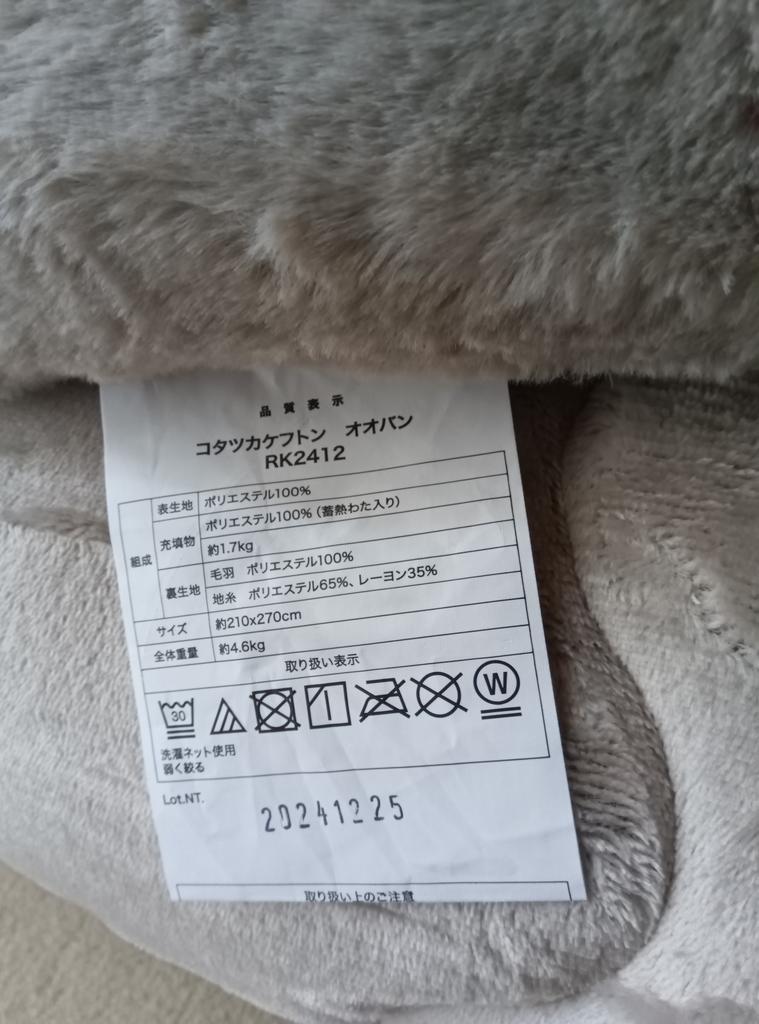 品質表示
コタツカケフトン オオバン
RK2412
組成
表生地 ポリエステル100%
充填物 ポリエステル100%（蓄熱わた入り）
約1.7kg
裏生地 毛羽 ポリエステル100%
地糸 ポリエステル65%、レーヨン35%
サイズ 約210x270cm
全体重量 約4.6kg
取り扱い表示
30 W
洗濯ネット使用
弱く絞る
Lot.NT.
20241225
取り扱い上のご注意